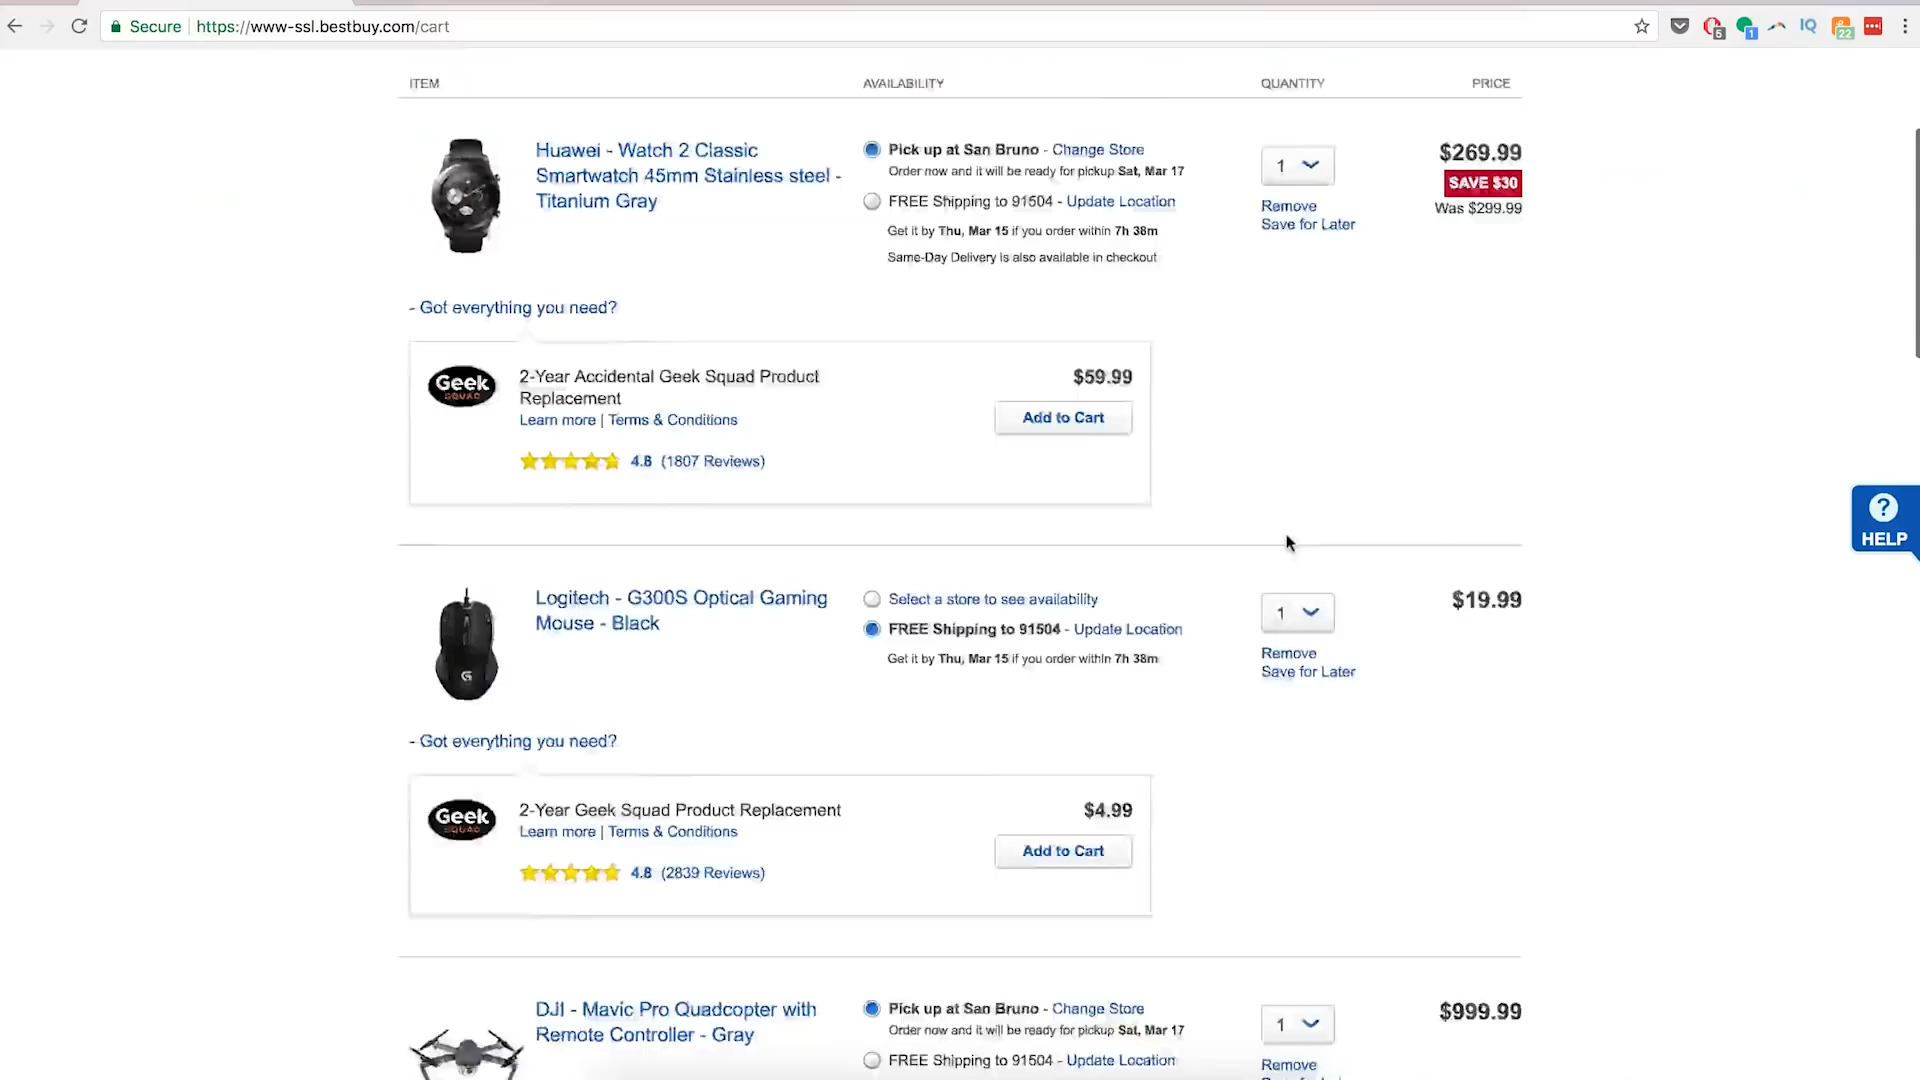 Secure https://www-ssl.bestbuy.com/cart
5
1
IQ
22
ITEM AVAILABILITY QUANTITY PRICE
Huawei - Watch 2 Classic
Smartwatch 45mm Stainless steel -
Titanium Gray
Pick up at San Bruno - Change Store
Order now and it will be ready for pickup Sat, Mar 17
FREE Shipping to 91504 - Update Location
Get it by Thu, Mar 15 if you order within 7h 38m
Same-Day Delivery is also available in checkout
1
Remove
Save for Later
$269.99
SAVE $30
Was $299.99
- Got everything you need?
Geek
SQUAD
2-Year Accidental Geek Squad Product
Replacement
Learn more | Terms & Conditions
4.8 (1807 Reviews)
$59.99
Add to Cart
?
HELP
Logitech - G300S Optical Gaming
Mouse - Black
Select a store to see availability
FREE Shipping to 91504 - Update Location
Get it by Thu, Mar 15 if you order within 7h 38m
1
Remove
Save for Later
$19.99
- Got everything you need?
Geek
SQUAD
2-Year Geek Squad Product Replacement
Learn more | Terms & Conditions
4.8 (2839 Reviews)
$4.99
Add to Cart
DJI - Mavic Pro Quadcopter with
Remote Controller - Gray
Pick up at San Bruno - Change Store
Order now and it will be ready for pickup Sat, Mar 17
FREE Shipping to 91504 - Update Location
1
Remove
$999.99